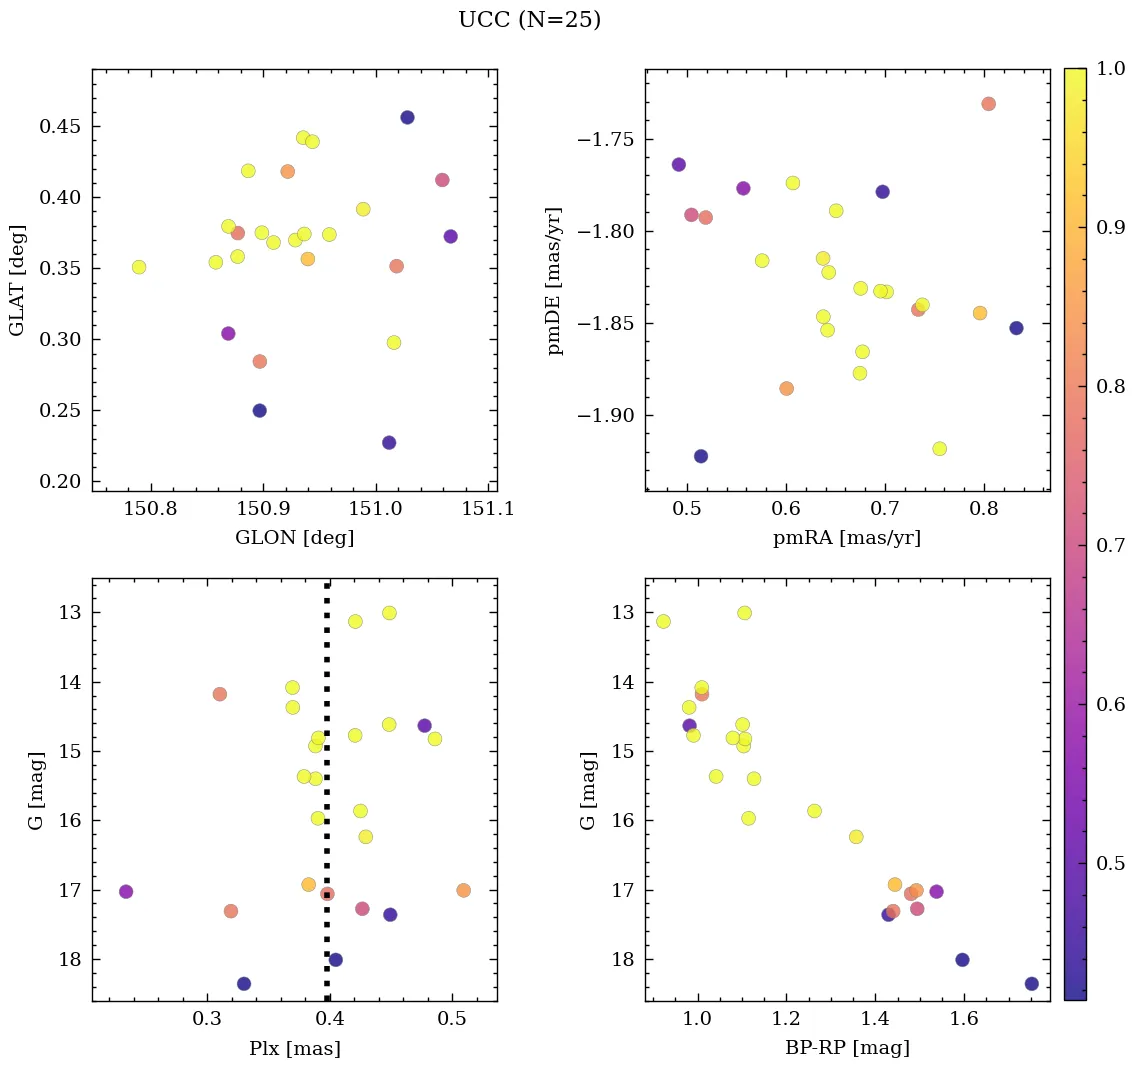 UCC (N=25)
0.45
0.40
0.35
0.30
0.25
0.20
GLAT [deg]
150.8 150.9 151.0 151.1
GLON [deg]
−1.75
−1.80
−1.85
−1.90
pmDE [mas/yr]
0.5 0.6 0.7 0.8
pmRA [mas/yr]
13
14
15
16
17
18
G [mag]
0.3 0.4 0.5
Plx [mas]
13
14
15
16
17
18
G [mag]
1.0 1.2 1.4 1.6
BP-RP [mag]
1.0
0.9
0.8
0.7
0.6
0.5